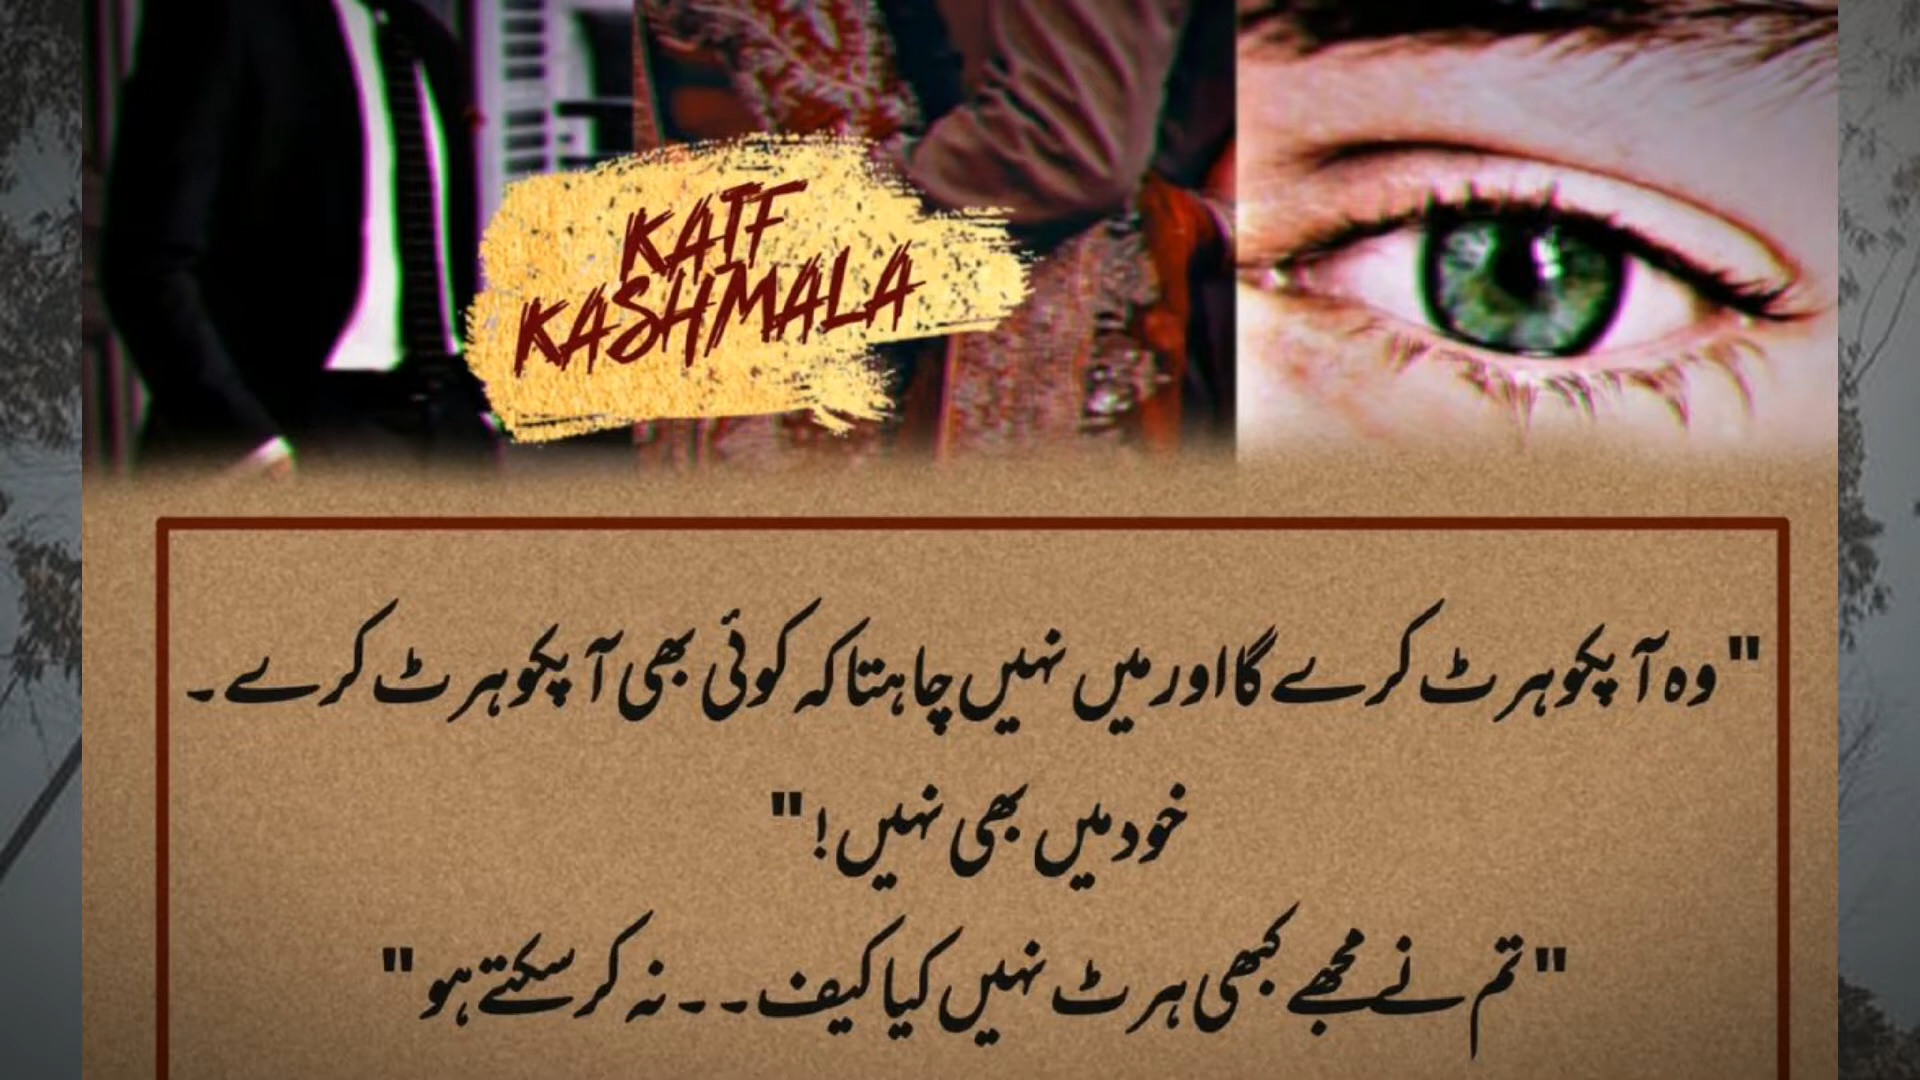 KAIF
KASHMALA
"وہ آپکو ہرٹ کرے گا اور میں نہیں چاہتا کہ کوئی بھی آپکو ہرٹ کرے۔
خود میں بھی نہیں!"
"تم نے مجھے کبھی ہرٹ نہیں کیا کیف۔۔نہ کر سکتے ہو"